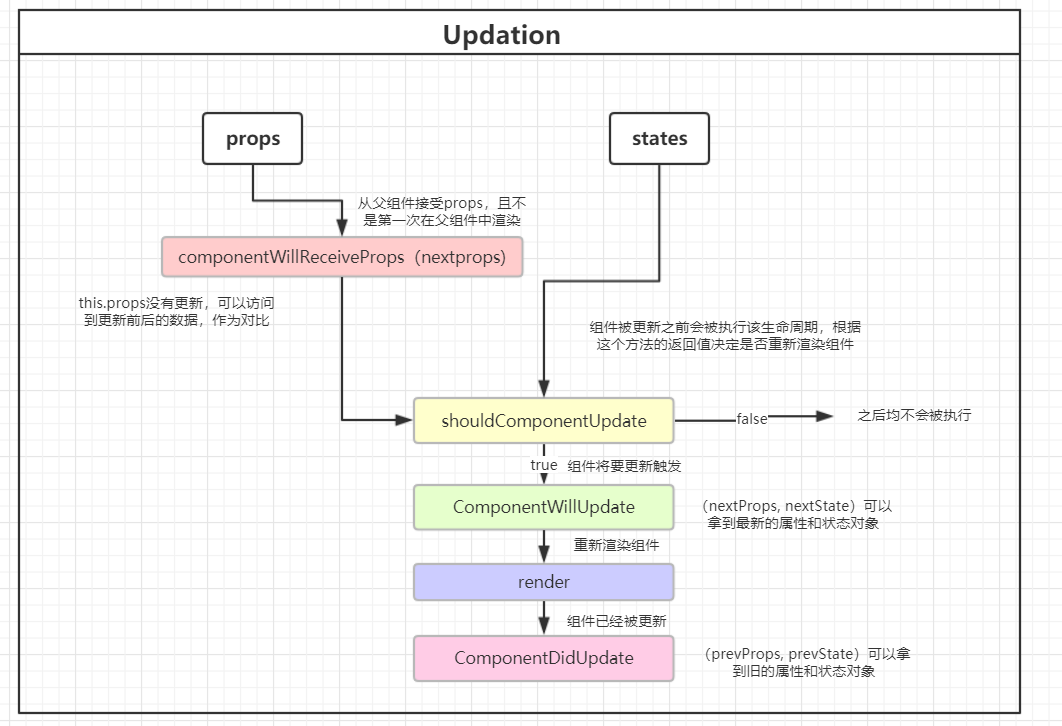 Updation
props
states
从父组件接受props，且不
是第一次在父组件中渲染
componentWillReceiveProps（nextprops）
this.props没有更新，可以访问
到更新前后的数据，作为对比
组件被更新之前会被执行该生命周期，根据
这个方法的返回值决定是否重新渲染组件
shouldComponentUpdate
false
之后均不会被执行
true
组件将要更新触发
ComponentWillUpdate
（nextProps, nextState）可以
拿到最新的属性和状态对象
重新渲染组件
render
组件已经被更新
ComponentDidUpdate
（prevProps, prevState）可以拿
到旧的属性和状态对象